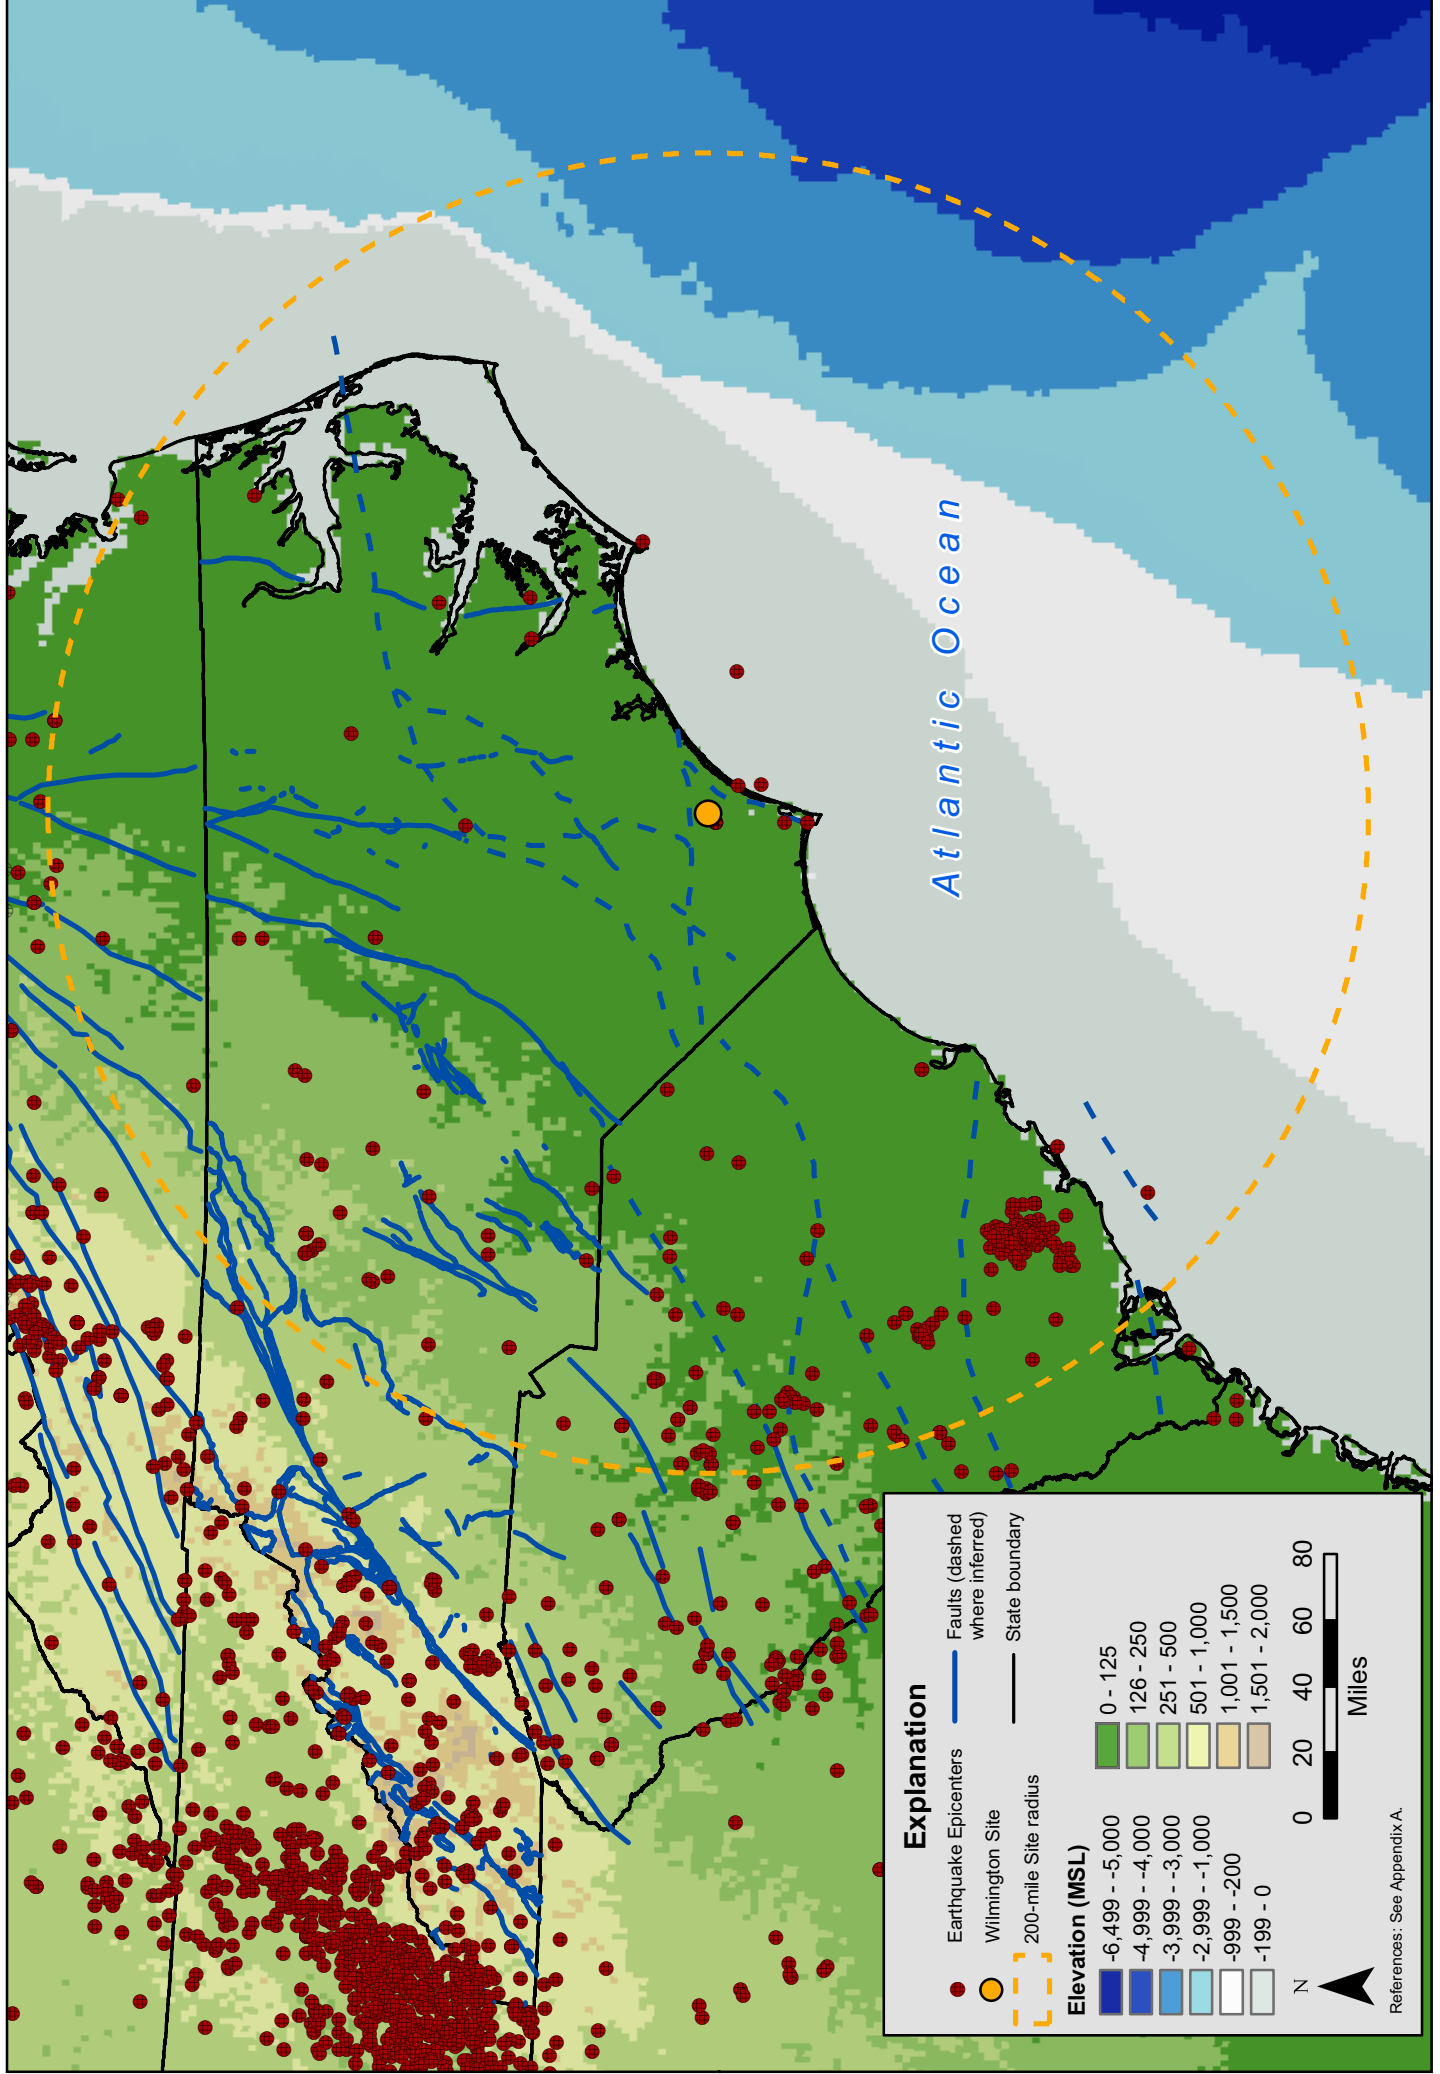 Atlantic Ocean
Explanation
Earthquake Epicenters
Wilmington Site
200-mile Site radius
Faults (dashed
where inferred)
State boundary
Elevation (MSL)
-6,499 - -5,000
-4,999 - -4,000
-3,999 - -3,000
-2,999 - -1,000
-999 - -200
-199 - 0
0 - 125
126 - 250
251 - 500
501 - 1,000
1,001 - 1,500
1,501 - 2,000
N
0 20 40 60 80
Miles
References: See Appendix A.